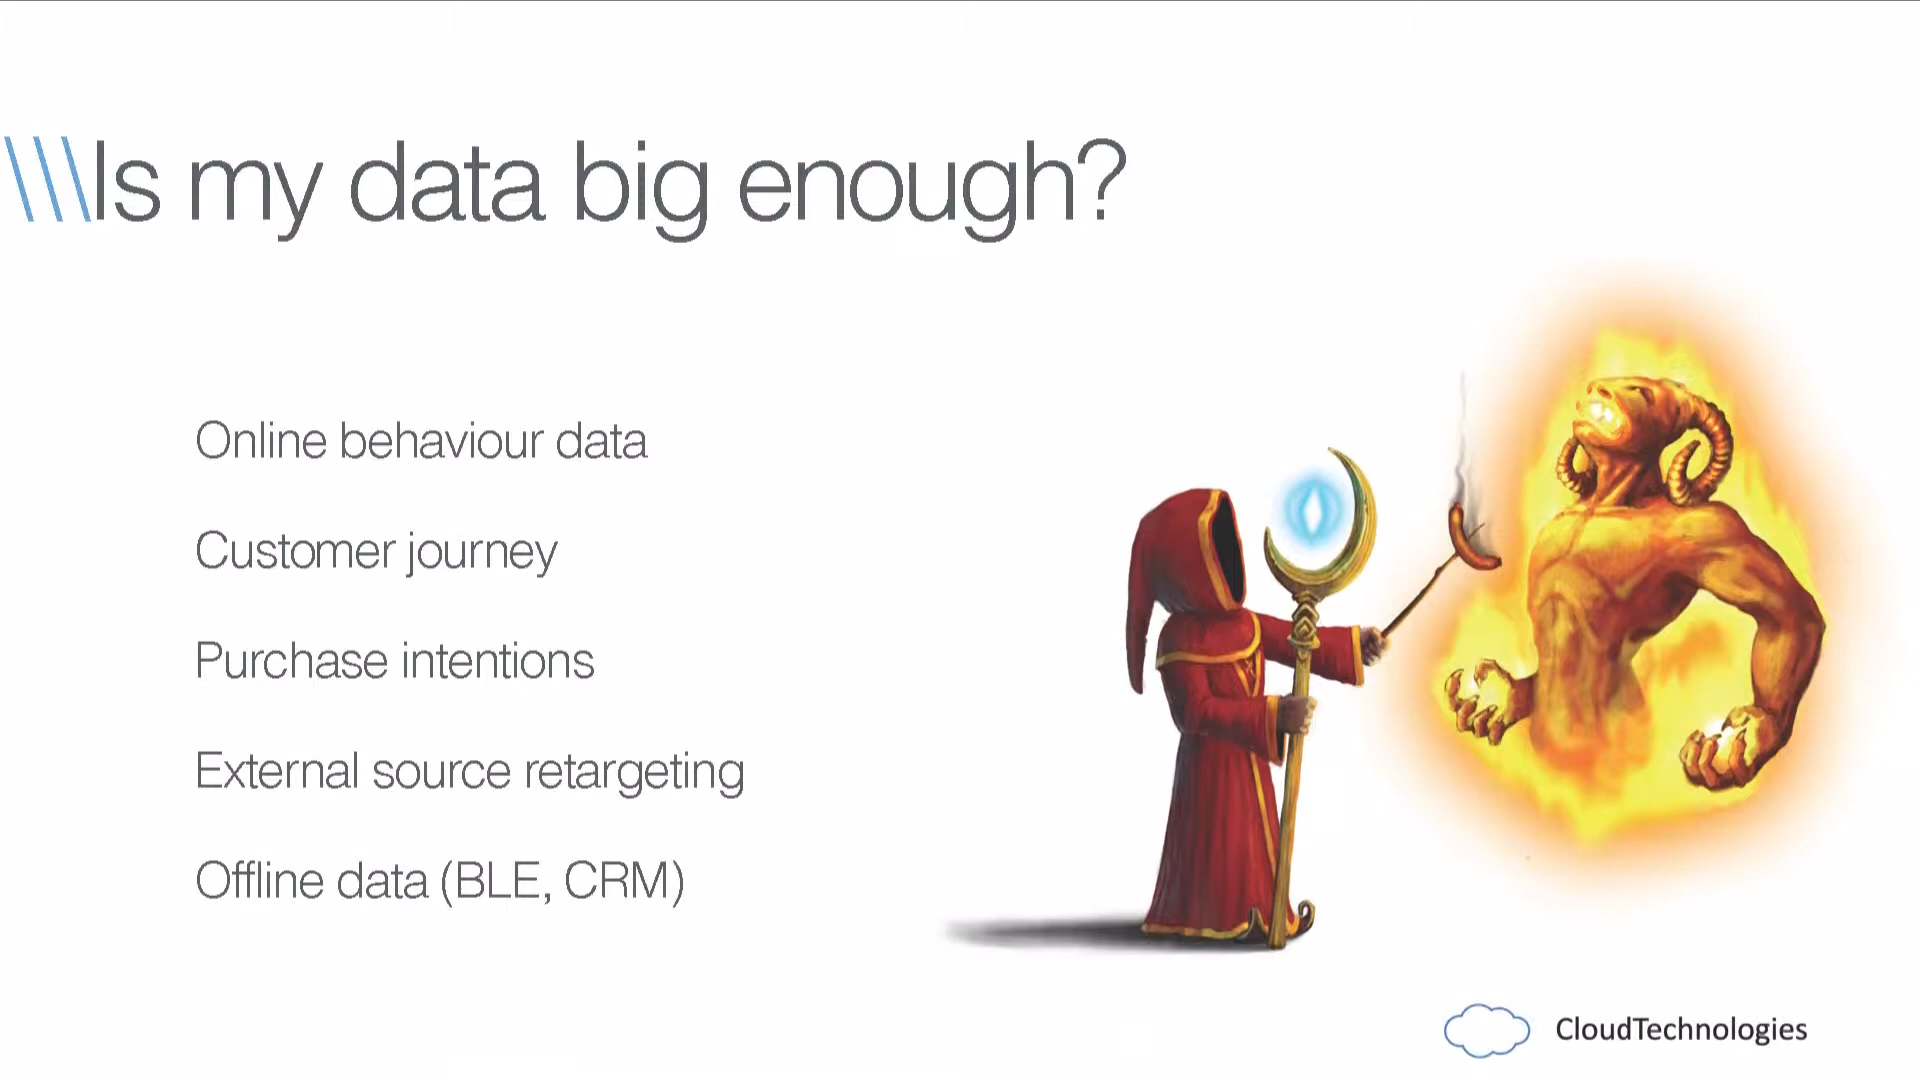 \\\Is my data big enough?
Online behaviour data
Customer journey
Purchase intentions
External source retargeting
Offline data (BLE, CRM)
CloudTechnologies